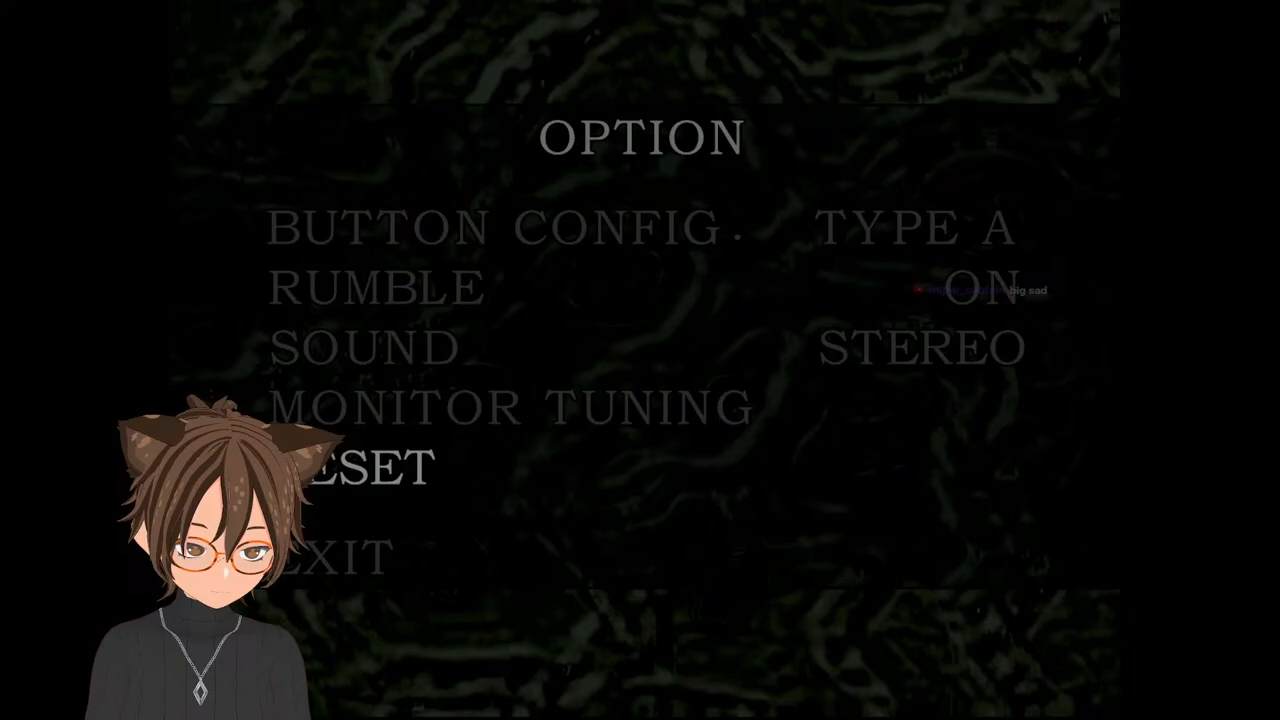 OPTION
BUTTON CONFIG. TYPE A
RUMBLE ON
big sad
SOUND STEREO
MONITOR TUNING
ESET
EXIT